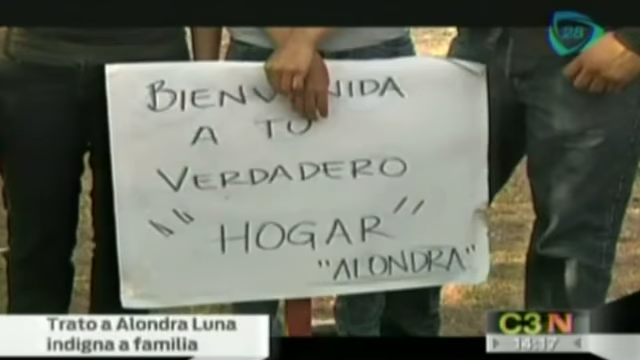 28
BIENVENIDA
A TU
VERDADERO
"HOGAR"
"ALONDRA"
Trato a Alondra Luna
indigna a familia
C3N
14:17